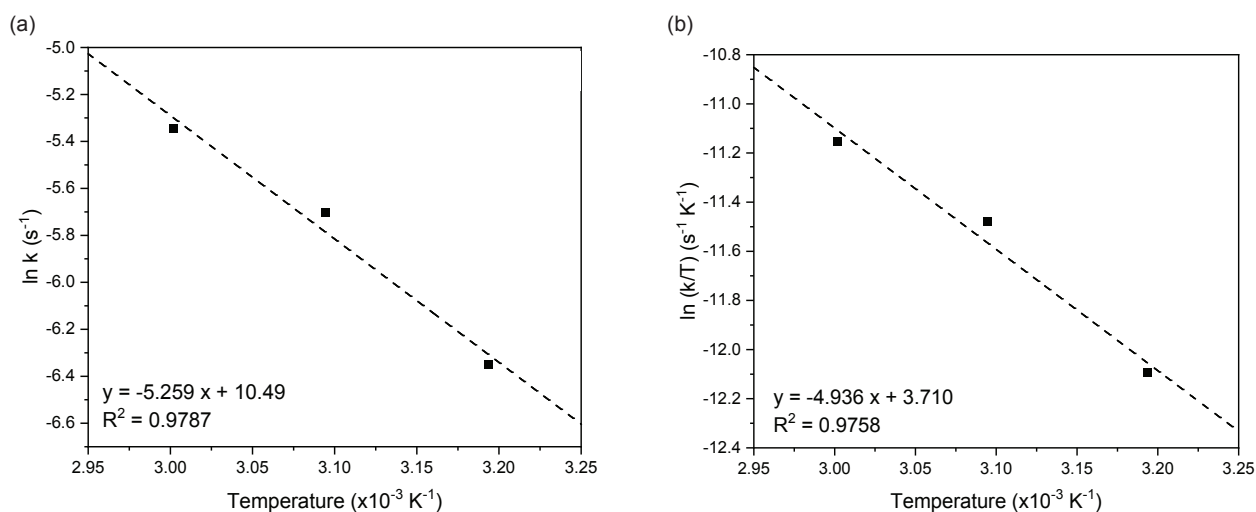 (a)
-5.0
-5.2
-5.4
-5.6
-5.8
-6.0
-6.2
-6.4
-6.6
ln k (s⁻¹)
y = -5.259 x + 10.49
R² = 0.9787
2.95 3.00 3.05 3.10 3.15 3.20 3.25
Temperature (x10⁻³ K⁻¹)
(b)
-10.8
-11.0
-11.2
-11.4
-11.6
-11.8
-12.0
-12.2
-12.4
ln (k/T) (s⁻¹ K⁻¹)
y = -4.936 x + 3.710
R² = 0.9758
2.95 3.00 3.05 3.10 3.15 3.20 3.25
Temperature (x10⁻³ K⁻¹)